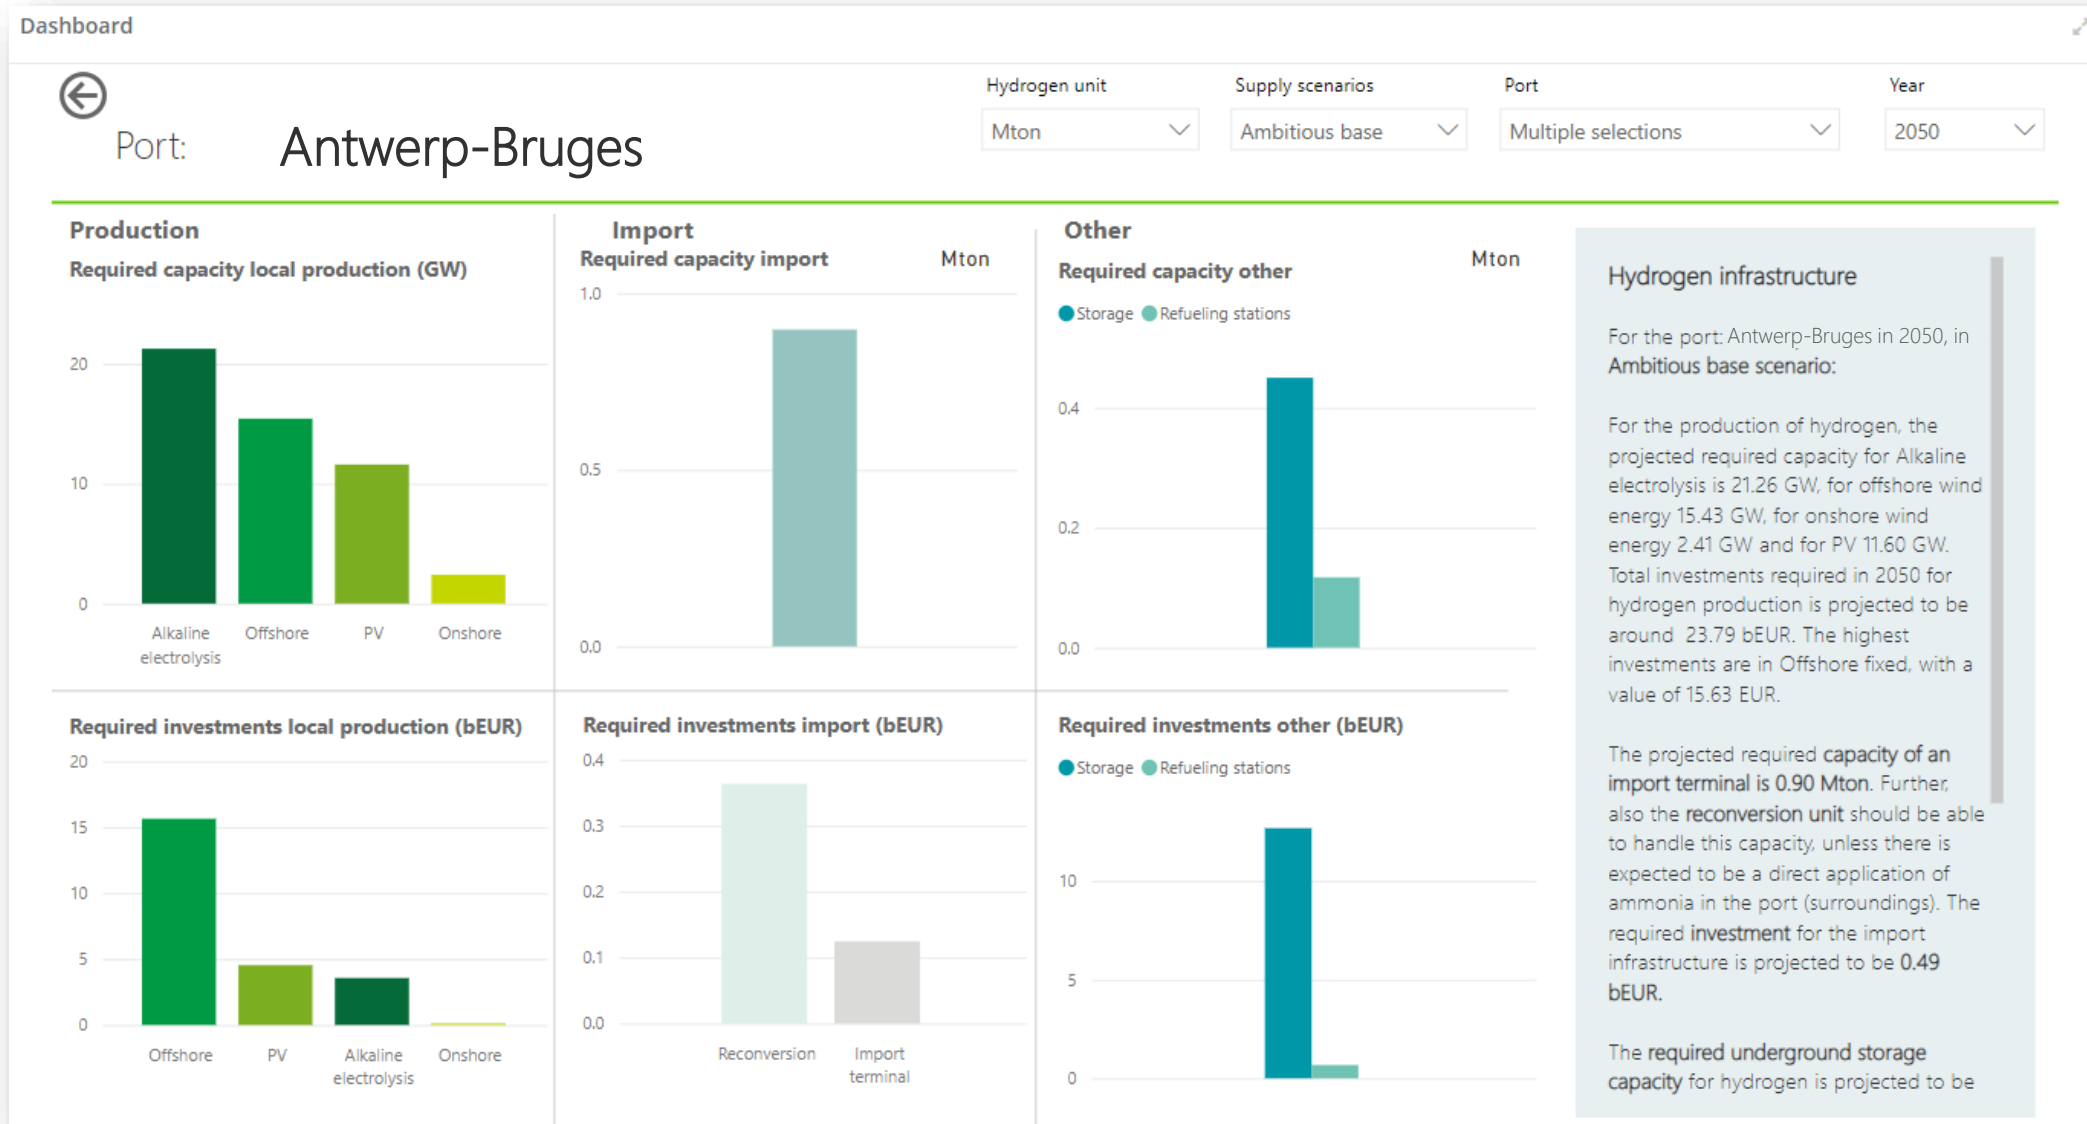 Dashboard
Hydrogen unit
Supply scenarios
Port
Year
Mton
Ambitious base
Multiple selections
2050
Port:
Antwerp-Bruges
Production
Required capacity local production (GW)
20
10
0
Alkaline
electrolysis
Offshore
PV
Onshore
Import
Required capacity import
Mton
1.0
0.5
0.0
Other
Required capacity other
Mton
Storage
Refueling stations
0.4
0.2
0.0
Required investments local production (bEUR)
20
15
10
5
0
Offshore
PV
Alkaline
electrolysis
Onshore
Required investments import (bEUR)
0.4
0.3
0.2
0.1
0.0
Reconversion
Import
terminal
Required investments other (bEUR)
Storage
Refueling stations
10
5
0
Hydrogen infrastructure
For the port: Antwerp-Bruges in 2050, in
Ambitious base scenario:
For the production of hydrogen, the
projected required capacity for Alkaline
electrolysis is 21.26 GW, for offshore wind
energy 15.43 GW, for onshore wind
energy 2.41 GW and for PV 11.60 GW.
Total investments required in 2050 for
hydrogen production is projected to be
around 23.79 bEUR. The highest
investments are in Offshore fixed, with a
value of 15.63 EUR.
The projected required capacity of an
import terminal is 0.90 Mton. Further,
also the reconversion unit should be able
to handle this capacity, unless there is
expected to be a direct application of
ammonia in the port (surroundings). The
required investment for the import
infrastructure is projected to be 0.49
bEUR.
The required underground storage
capacity for hydrogen is projected to be